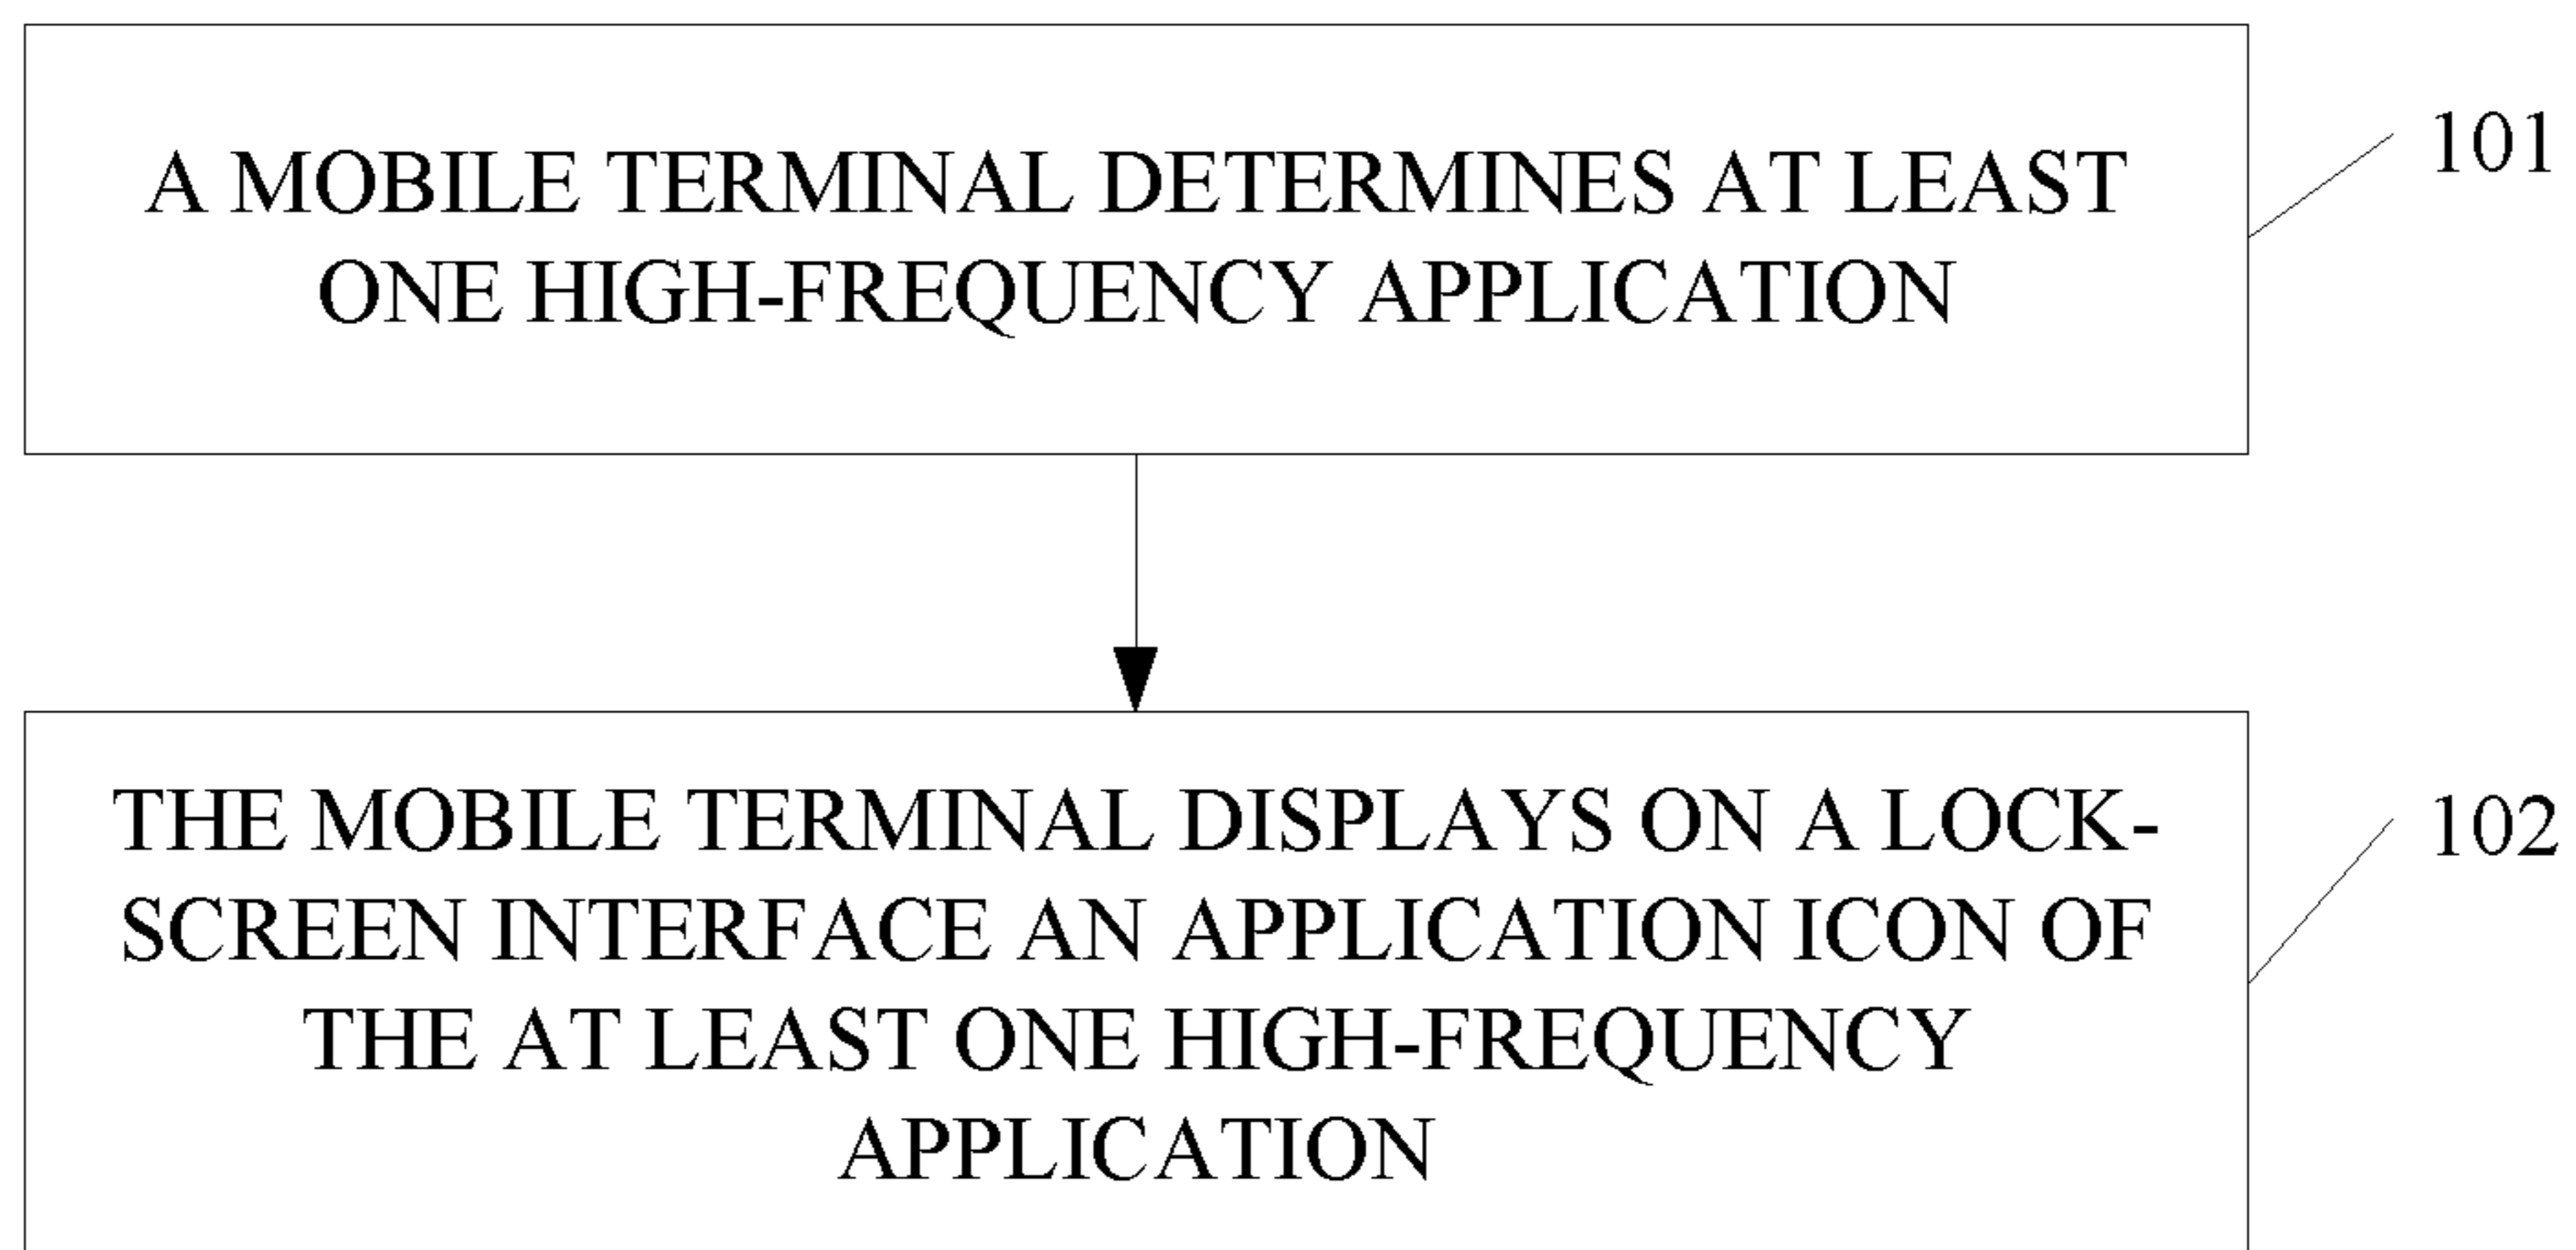 A MOBILE TERMINAL DETERMINES AT LEAST
ONE HIGH-FREQUENCY APPLICATION
101
THE MOBILE TERMINAL DISPLAYS ON A LOCK-
SCREEN INTERFACE AN APPLICATION ICON OF
THE AT LEAST ONE HIGH-FREQUENCY
APPLICATION
102